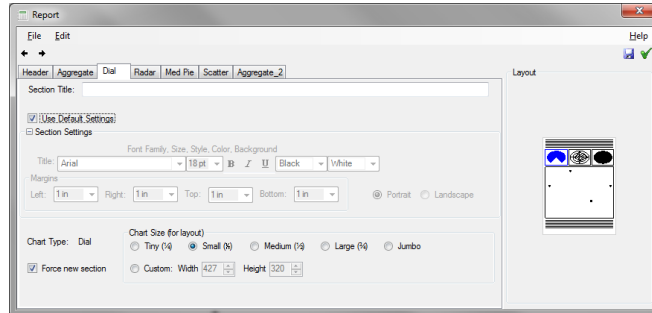 Report
File Edit Help
Header Aggregate Dial Radar Med Pie Scatter Aggregate_2
Layout
Section Title:
Use Default Settings
Section Settings
Font Family, Size, Style, Color, Background
Title: Arial 18 pt B I U Black White
Margins
Left: 1 in Right: 1 in Top: 1 in Bottom: 1 in Portrait Landscape
Chart Size (for layout)
Chart Type: Dial Tiny (¼) Small (⅓) Medium (½) Large (¾) Jumbo
Force new section Custom: Width 427 Height 320